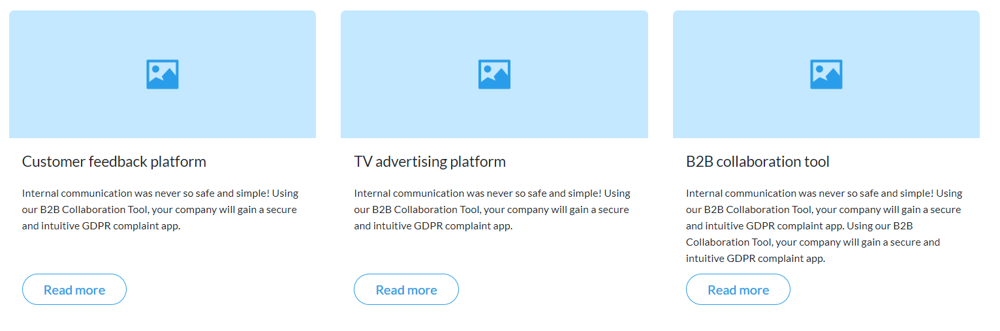 Customer feedback platform
Internal communication was never so safe and simple! Using
our B2B Collaboration Tool, your company will gain a secure
and intuitive GDPR complaint app.
Read more
TV advertising platform
Internal communication was never so safe and simple! Using
our B2B Collaboration Tool, your company will gain a secure
and intuitive GDPR complaint app.
Read more
B2B collaboration tool
Internal communication was never so safe and simple! Using
our B2B Collaboration Tool, your company will gain a secure
and intuitive GDPR complaint app. Using our B2B
Collaboration Tool, your company will gain a secure and
intuitive GDPR complaint app.
Read more